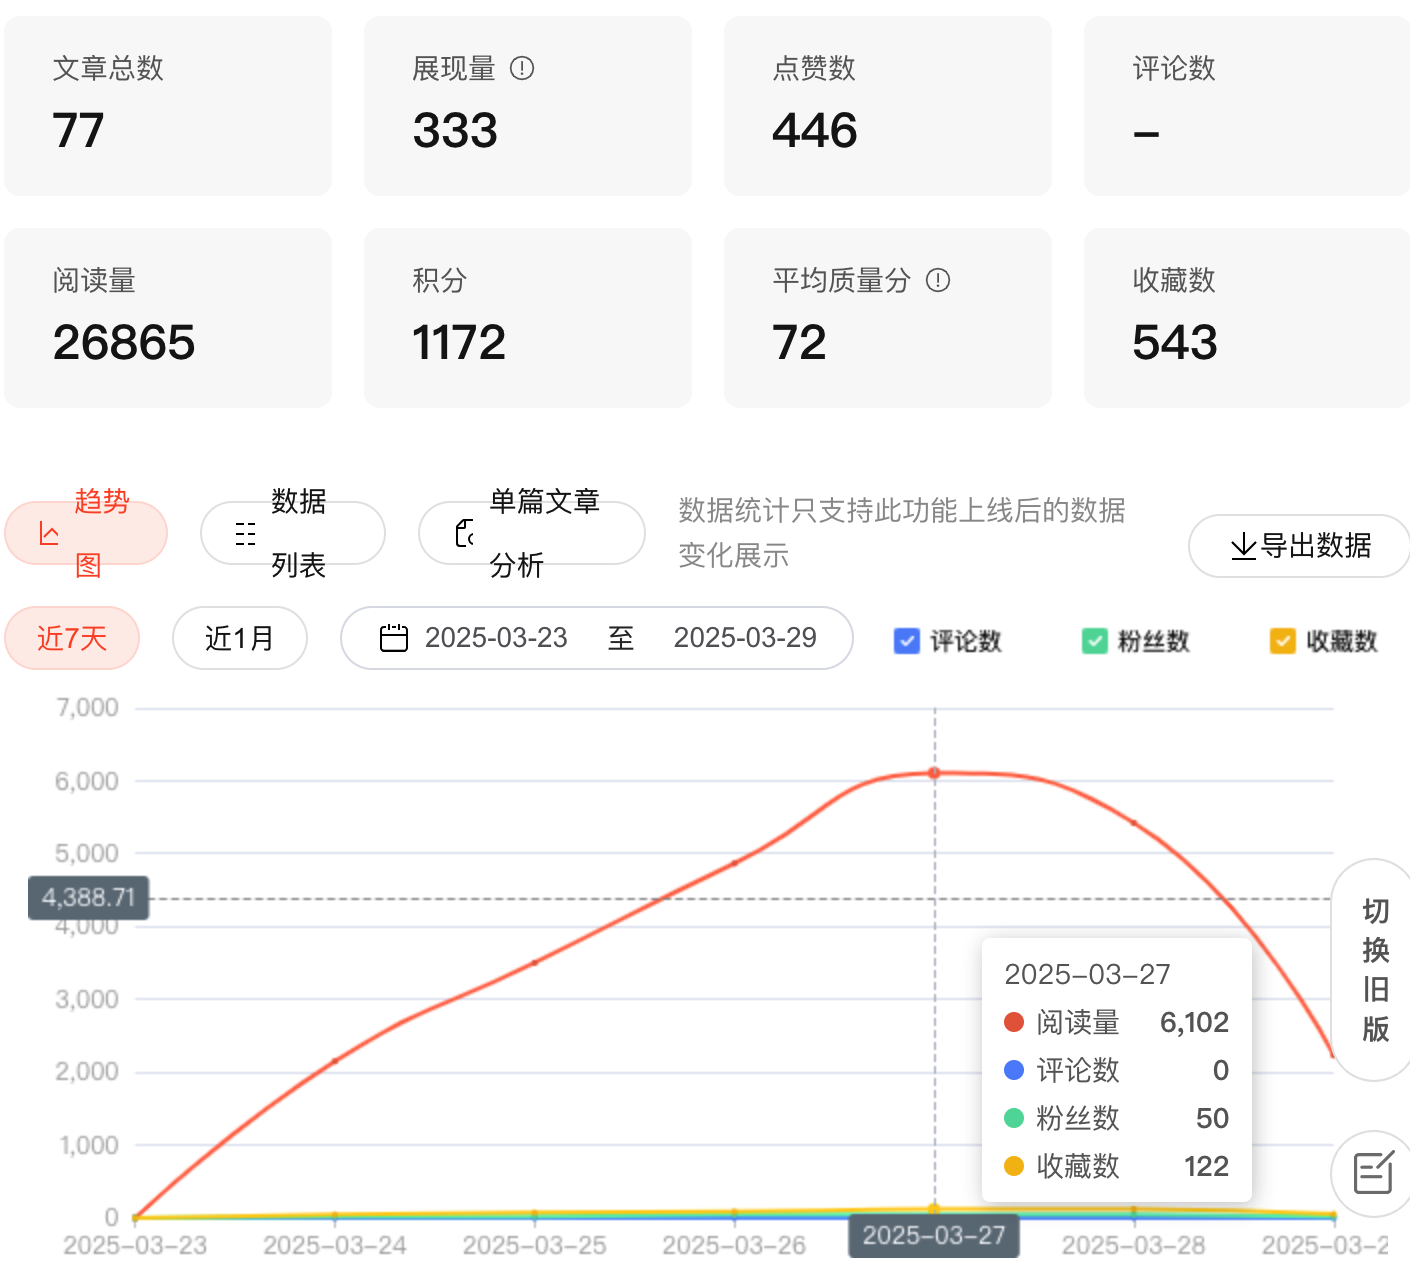 文章总数
77
展现量
333
点赞数
446
评论数
–
阅读量
26865
积分
1172
平均质量分
72
收藏数
543
趋势
图
数据
列表
单篇文章
分析
数据统计只支持此功能上线后的数据
变化展示
导出数据
近7天
近1月
2025-03-23 至 2025-03-29
评论数
粉丝数
收藏数
7,000
6,000
5,000
4,388.71
4,000
3,000
2,000
1,000
0
2025-03-27
阅读量 6,102
评论数 0
粉丝数 50
收藏数 122
切
换
旧
版
2025-03-23
2025-03-24
2025-03-25
2025-03-26
2025-03-27
2025-03-28
2025-03-2